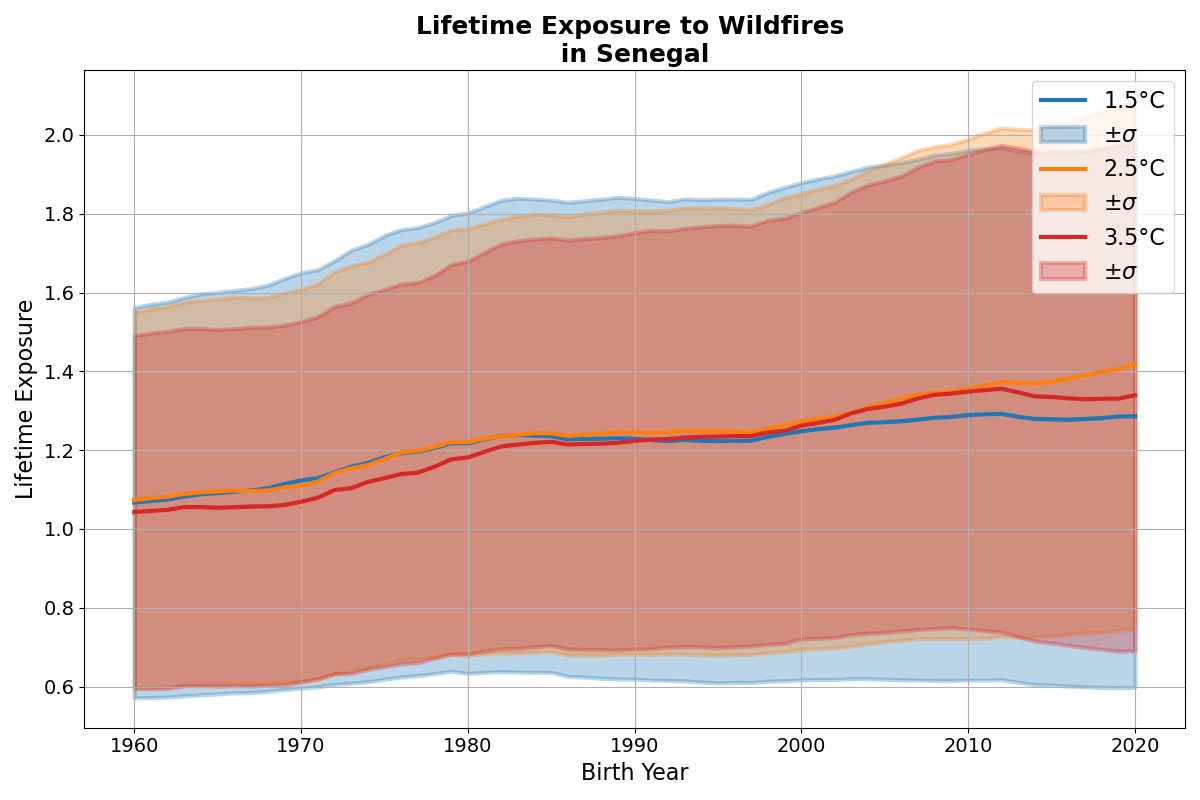 Lifetime Exposure to Wildfires
in Senegal
Lifetime Exposure
2.0
1.8
1.6
1.4
1.2
1.0
0.8
0.6
1.5°C
±σ
2.5°C
±σ
3.5°C
±σ
1960 1970 1980 1990 2000 2010 2020
Birth Year